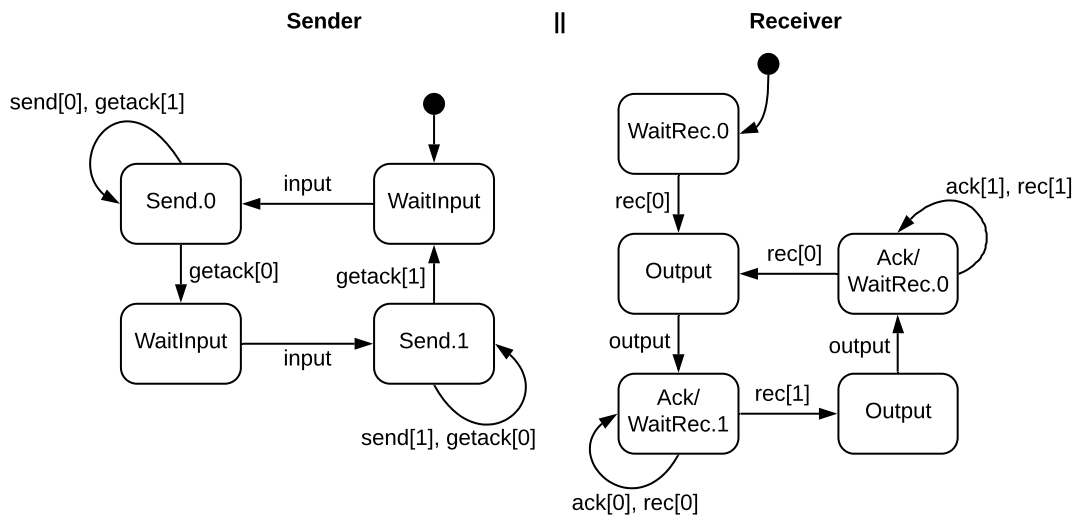 Sender
||
Receiver
send[0], getack[1]
Send.0
input
WaitInput
getack[0]
getack[1]
WaitInput
input
Send.1
send[1], getack[0]
WaitRec.0
rec[0]
ack[1], rec[1]
Output
rec[0]
Ack/
WaitRec.0
output
output
Ack/
WaitRec.1
rec[1]
Output
ack[0], rec[0]